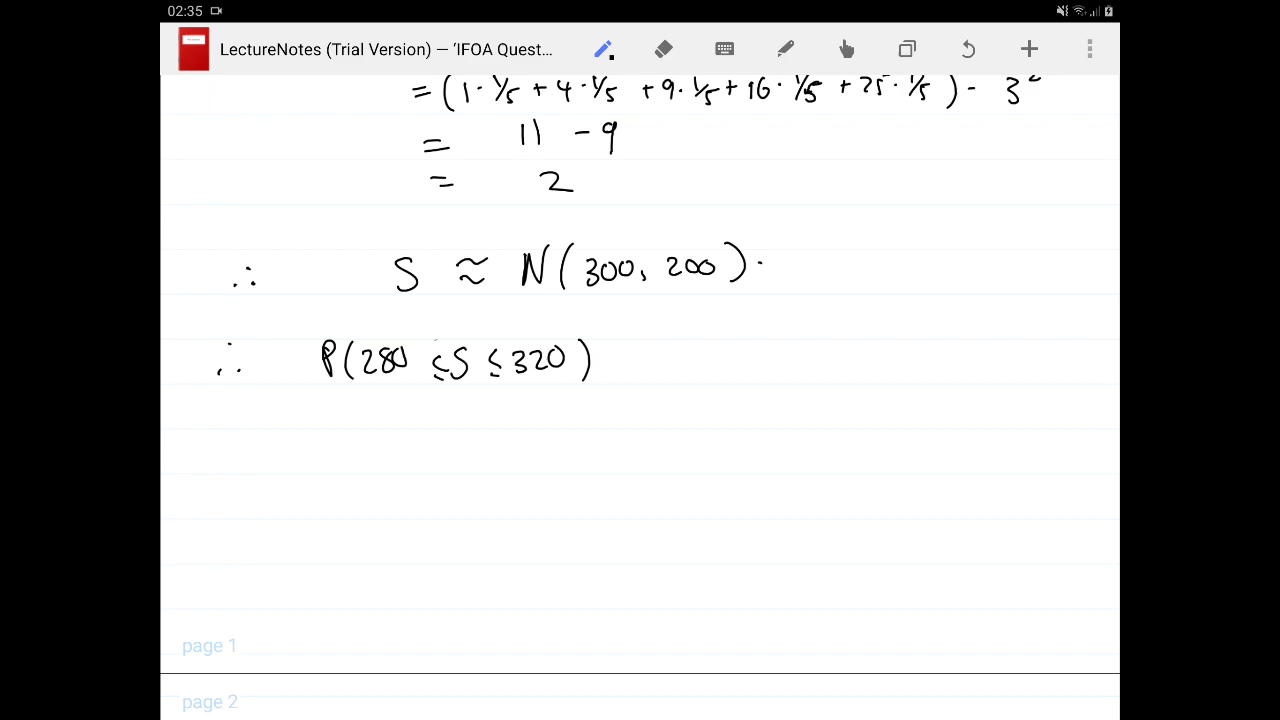 02:35
LectureNotes (Trial Version) — ‘IFOA Quest...
= (1 · 1/5 + 4 · 1/5 + 9 · 1/5 + 16 · 1/5 + 25 · 1/5) - 3²
= 11 - 9
= 2
∴ S ≈ N(300, 200).
∴ P(280 ≤ S ≤ 320)
page 1
page 2